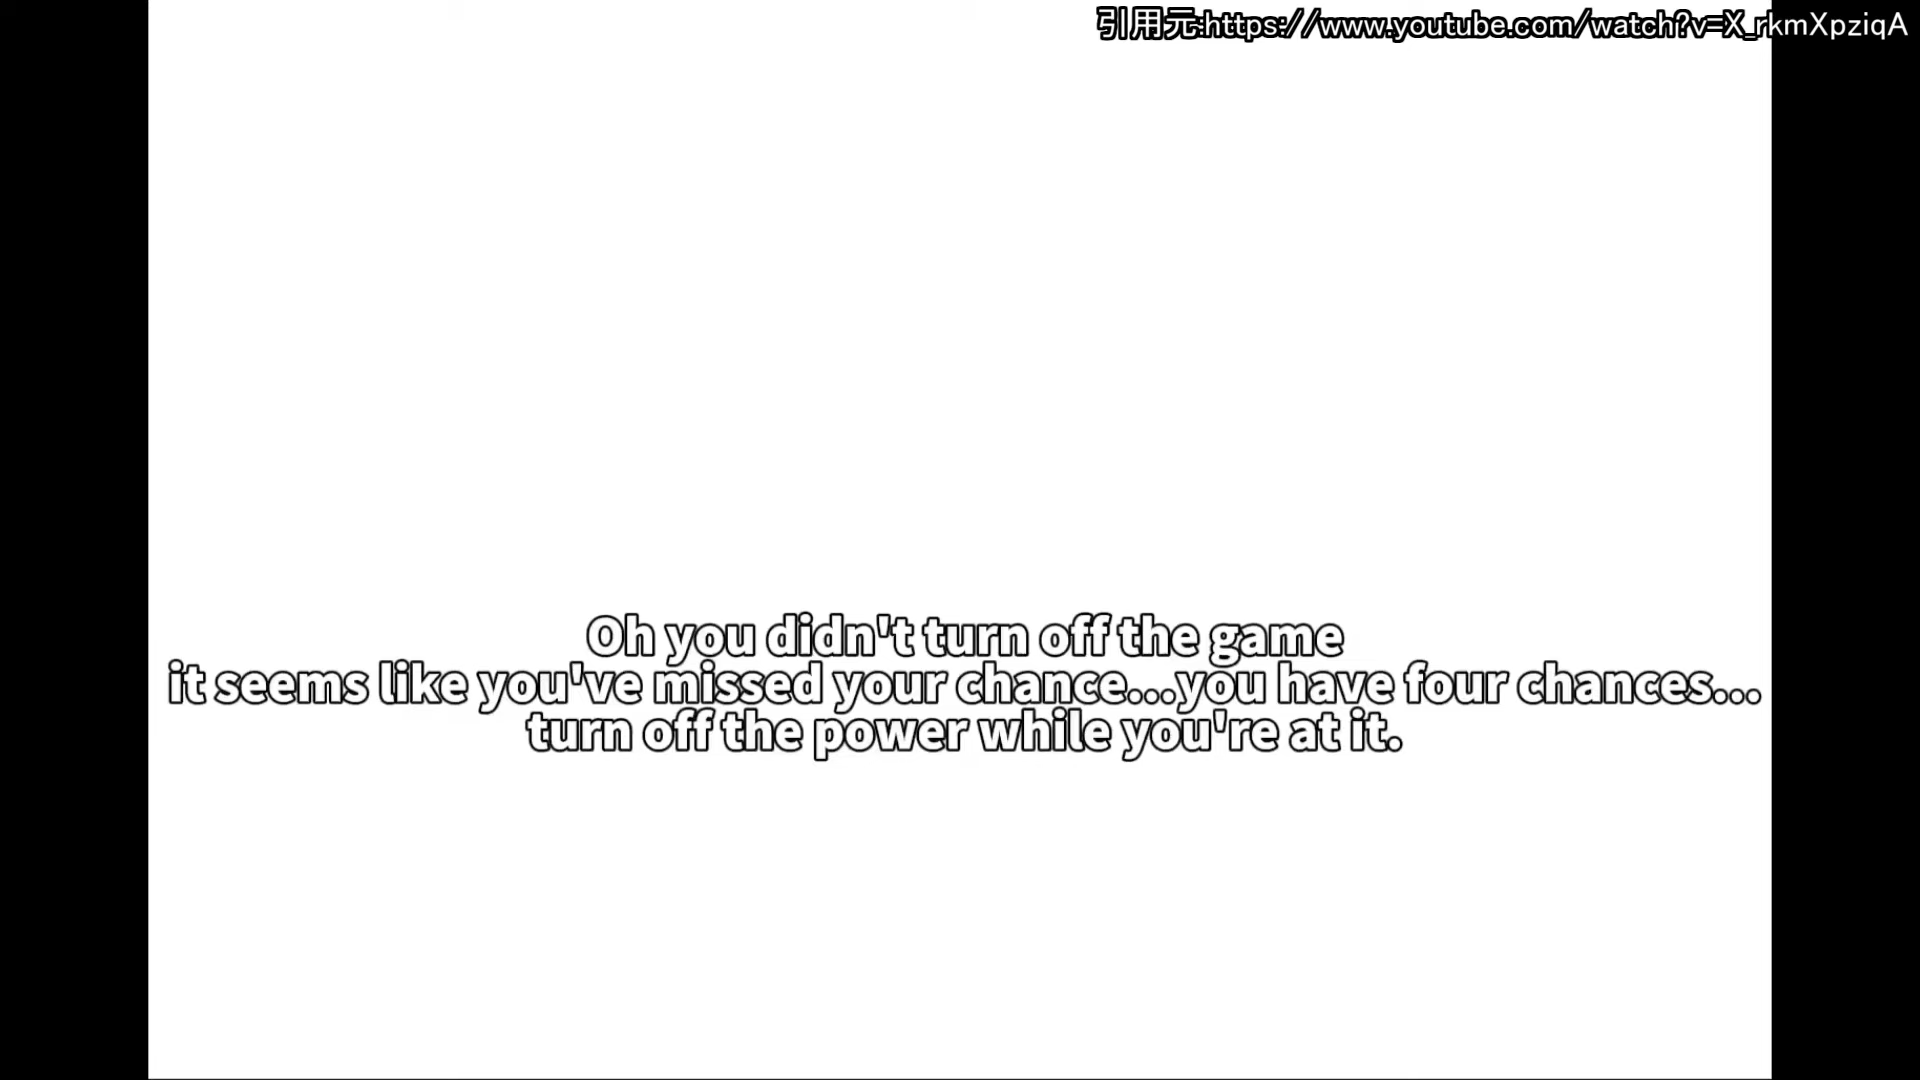 引用元:https://www.youtube.com/watch?v=X_rkmXpziqA
Oh you didn't turn off the game
it seems like you've missed your chance...you have four chances...
turn off the power while you're at it.